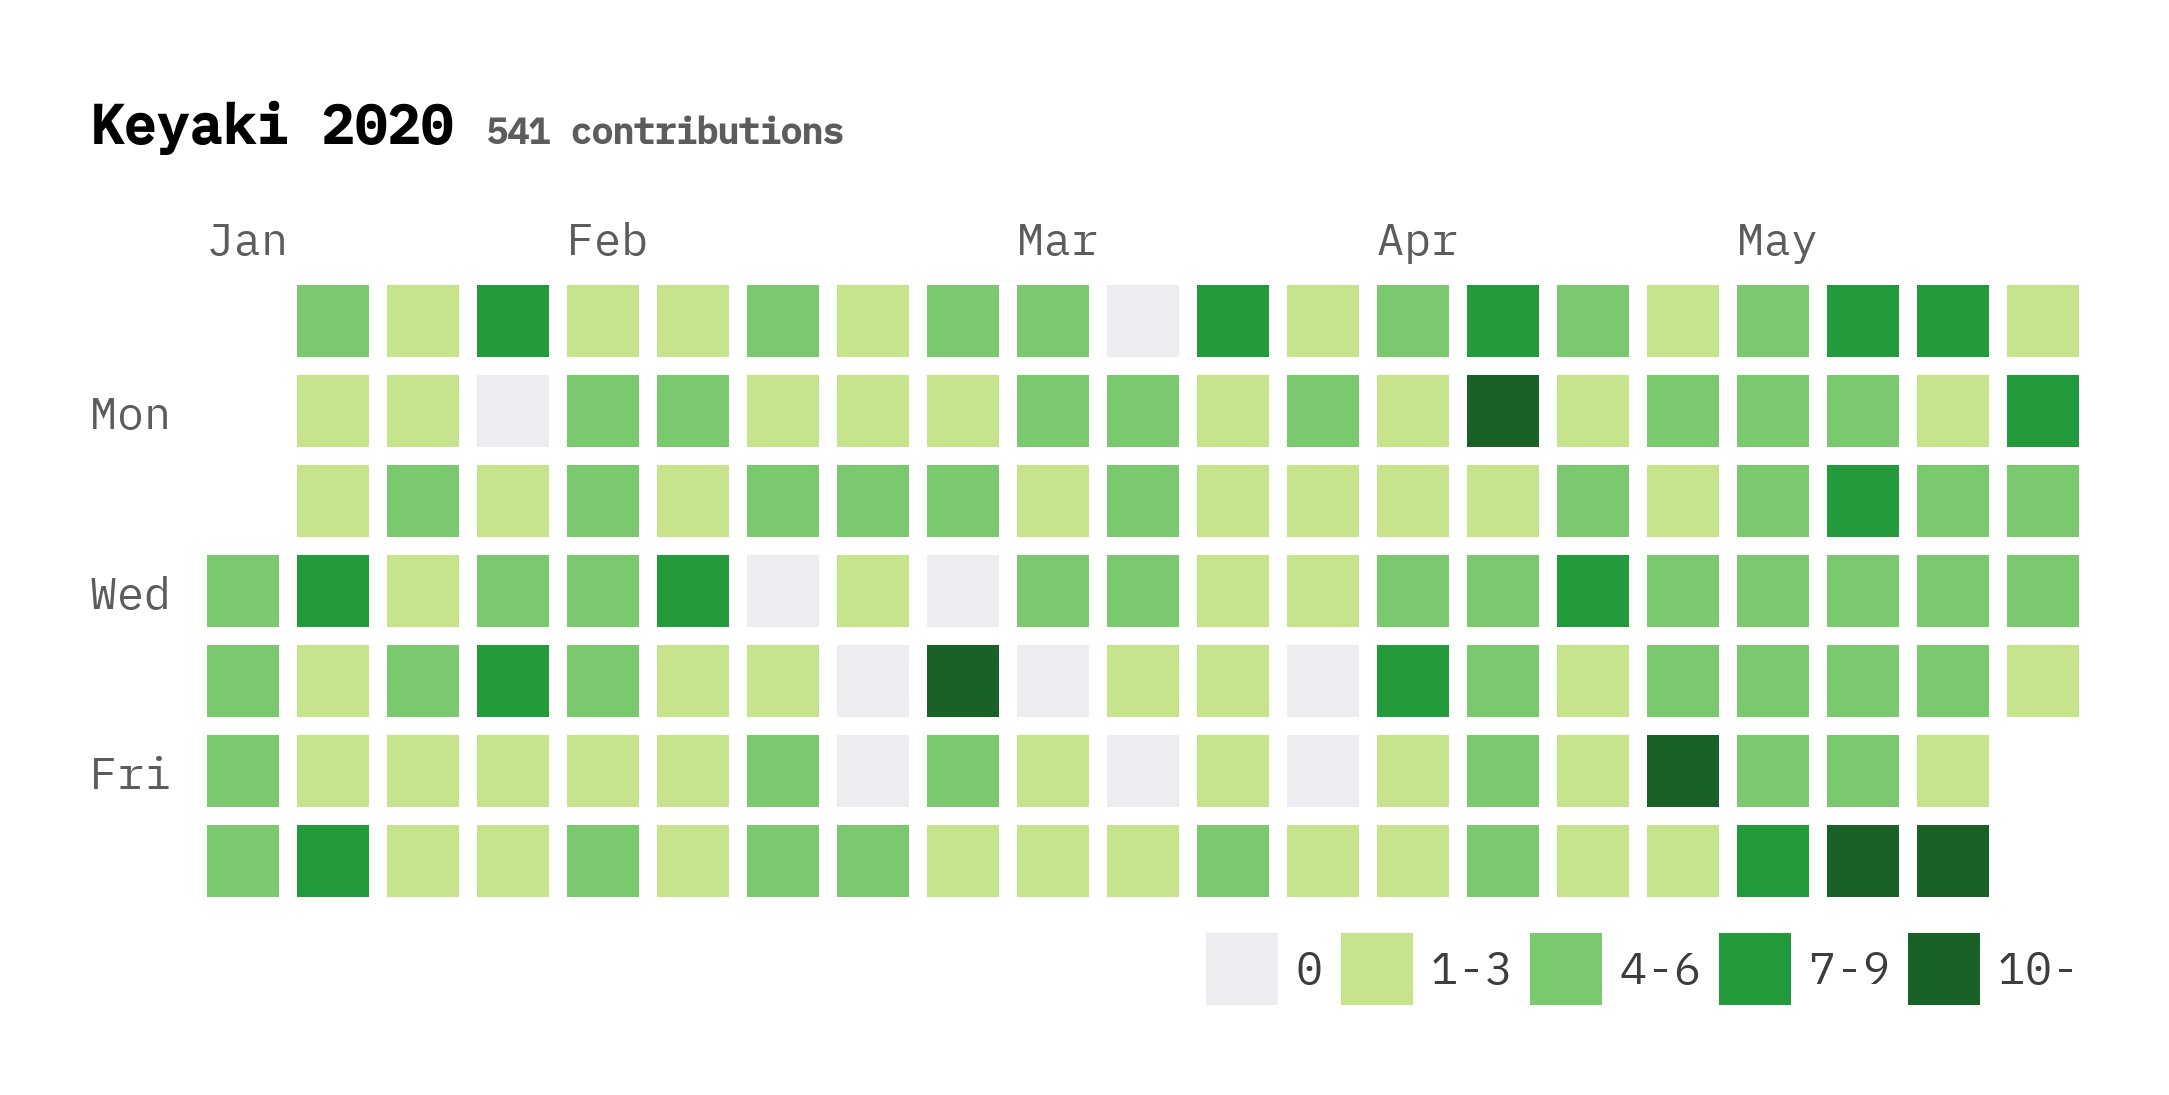 Keyaki 2020 541 contributions
Jan Feb Mar Apr May
Mon
Wed
Fri
0 1-3 4-6 7-9 10-